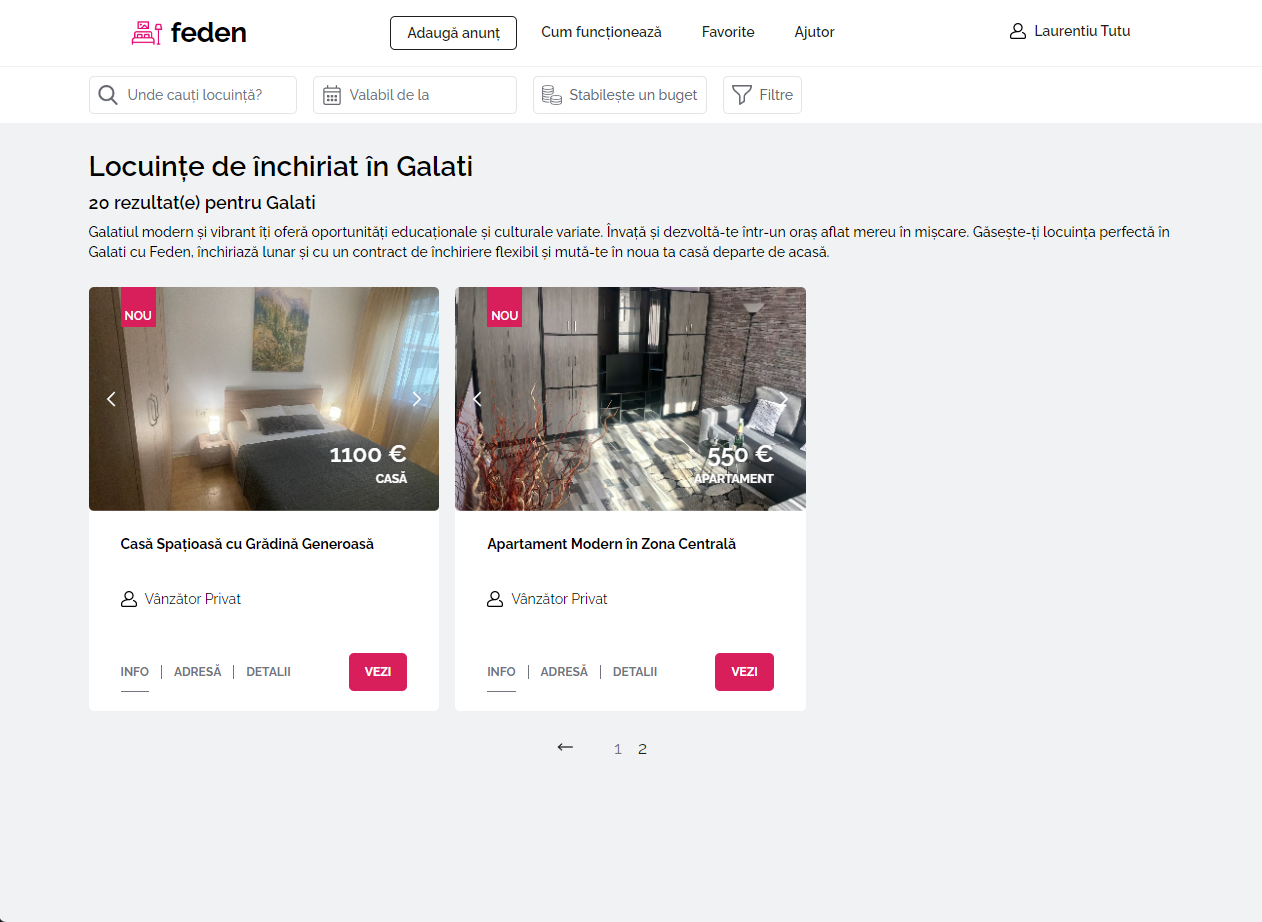 feden
Adaugă anunț
Cum funcționează
Favorite
Ajutor
Laurentiu Tutu
Unde cauți locuință?
Valabil de la
Stabilește un buget
Filtre
Locuințe de închiriat în Galati
20 rezultat(e) pentru Galati
Galatiul modern și vibrant îți oferă oportunități educaționale și culturale variate. Învață și dezvoltă-te într-un oraș aflat mereu în mișcare. Găsește-ți locuința perfectă în
Galati cu Feden, închiriază lunar și cu un contract de închiriere flexibil și mută-te în noua ta casă departe de acasă.
NOU
1100 €
CASĂ
Casă Spațioasă cu Grădină Generoasă
Vânzător Privat
INFO
ADRESĂ
DETALII
VEZI
NOU
550 €
APARTAMENT
Apartament Modern în Zona Centrală
Vânzător Privat
INFO
ADRESĂ
DETALII
VEZI
1 2